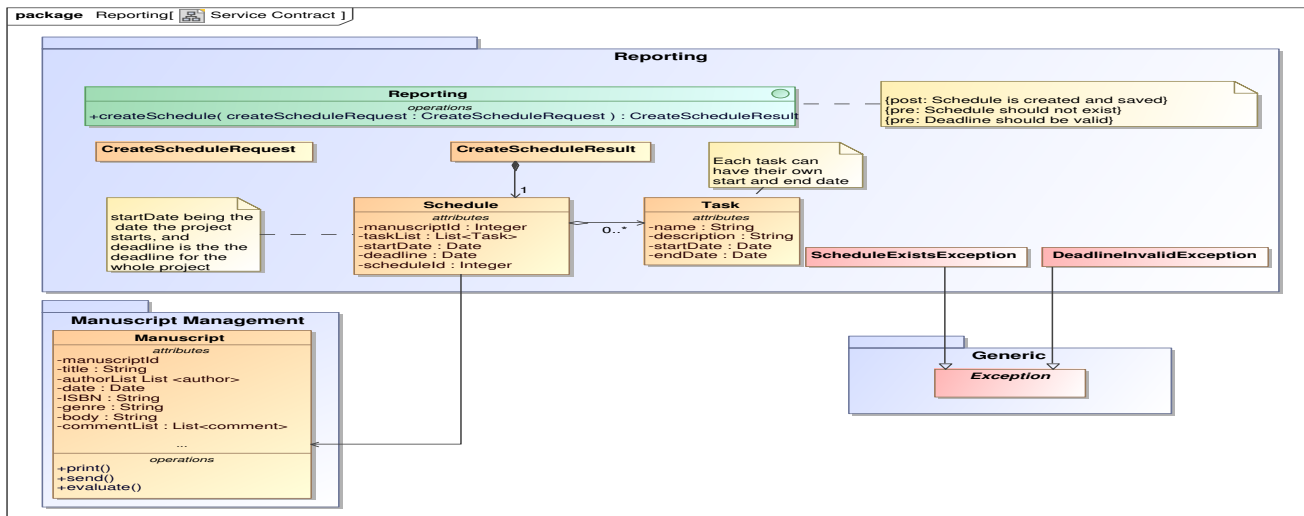 package Reporting[ Service Contract ]
Reporting
Reporting
operations
+createSchedule( createScheduleRequest : CreateScheduleRequest ) : CreateScheduleResult
{post: Schedule is created and saved}
{pre: Schedule should not exist}
{pre: Deadline should be valid}
CreateScheduleRequest
CreateScheduleResult
1
Each task can
have their own
start and end date
startDate being the
date the project
starts, and
deadline is the the
deadline for the
whole project
Schedule
attributes
-manuscriptId : Integer
-taskList : List<Task>
-startDate : Date
-deadline : Date
-scheduleId : Integer
0..*
Task
attributes
-name : String
-description : String
-startDate : Date
-endDate : Date
ScheduleExistsException
DeadlineInvalidException
Manuscript Management
Manuscript
attributes
-manuscriptId
-title : String
-authorList List <author>
-date : Date
-ISBN : String
-genre : String
-body : String
-commentList : List<comment>
...
operations
+print()
+send()
+evaluate()
Generic
Exception